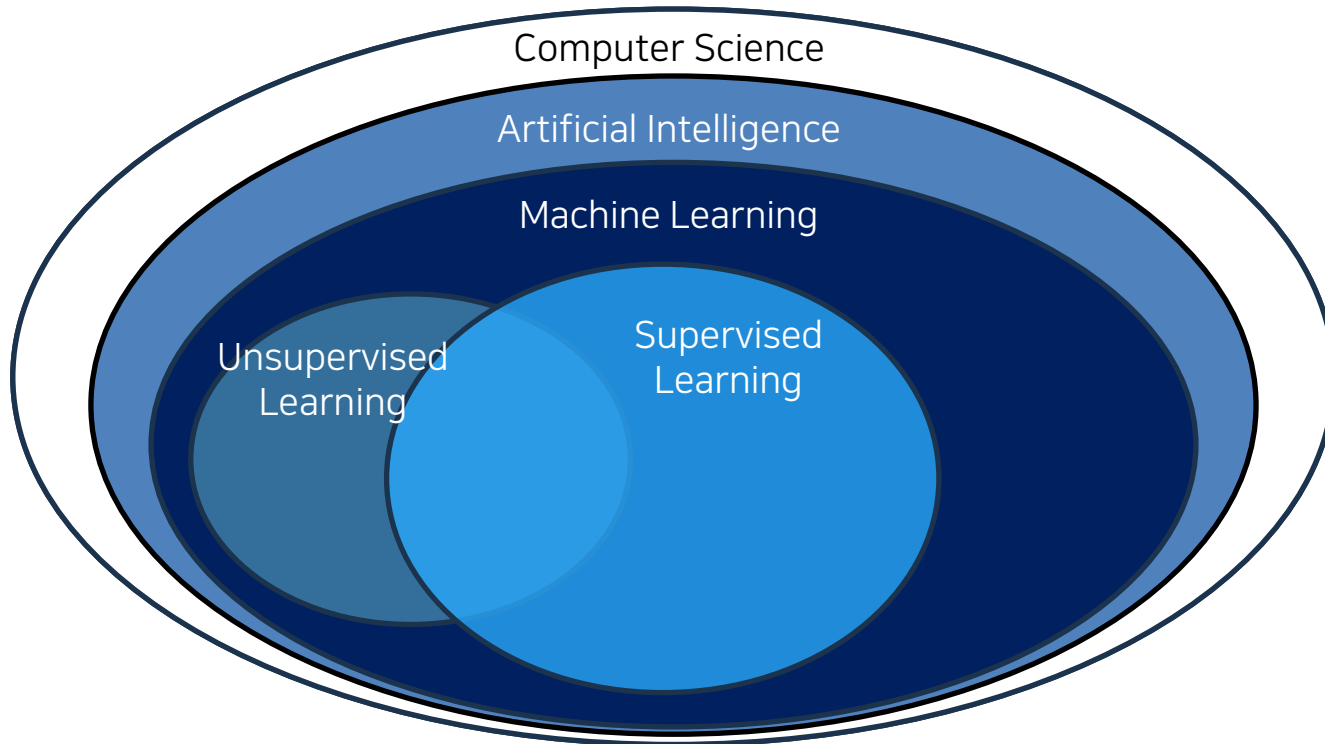 Computer Science
Artificial Intelligence
Machine Learning
Unsupervised
Learning
Supervised
Learning